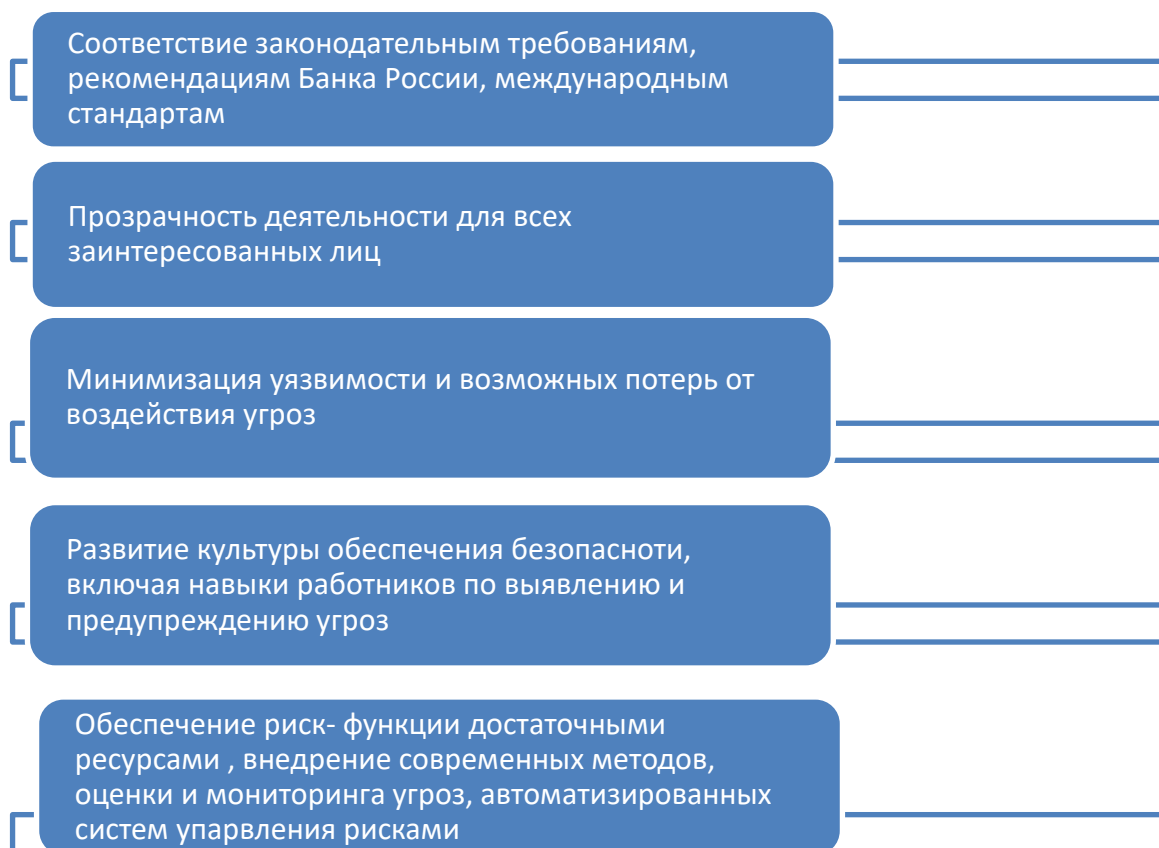 Соответствие законодательным требованиям,
рекомендациям Банка России, международным
стандартам
Прозрачность деятельности для всех
заинтересованных лиц
Минимизация уязвимости и возможных потерь от
воздействия угроз
Развитие культуры обеспечения безопасноти,
включая навыки работников по выявлению и
предупреждению угроз
Обеспечение риск- функции достаточными
ресурсами , внедрение современных методов,
оценки и мониторинга угроз, автоматизированных
систем упарвления рисками